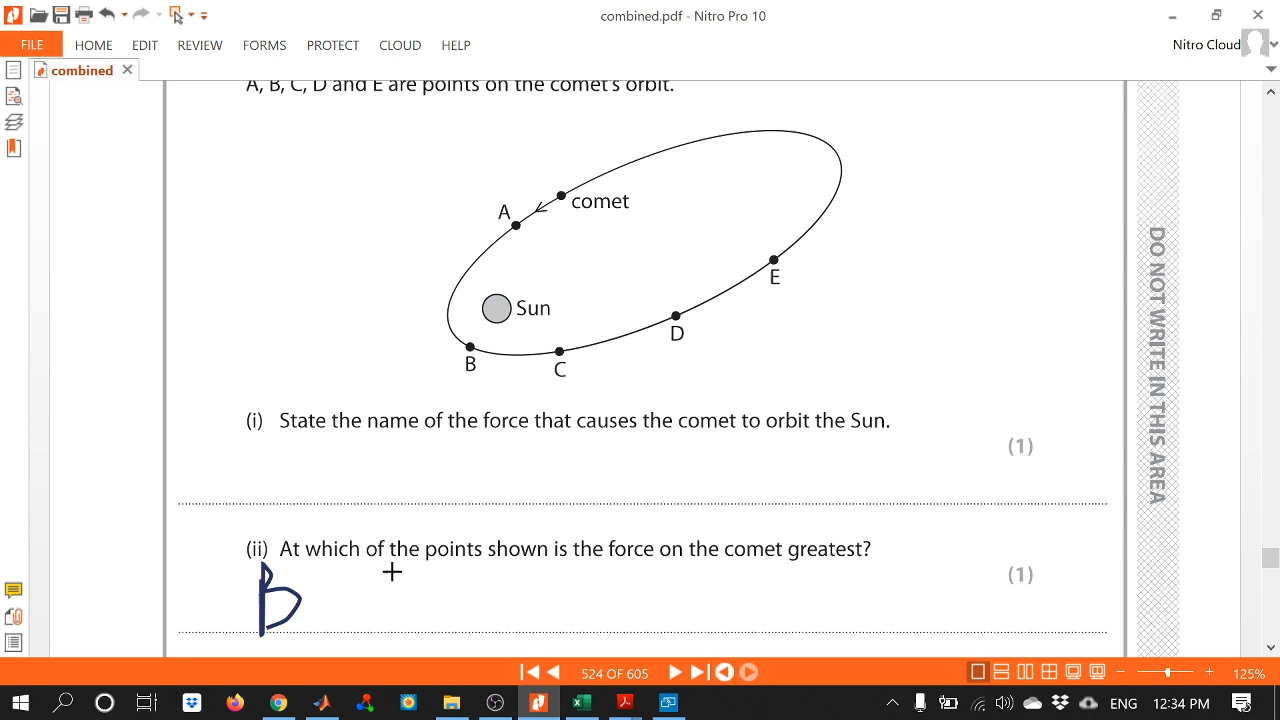 combined.pdf - Nitro Pro 10
FILE HOME EDIT REVIEW FORMS PROTECT CLOUD HELP
Nitro Cloud
combined
A, B, C, D and E are points on the comet's orbit.
comet
A
E
Sun
D
B
C
(i) State the name of the force that causes the comet to orbit the Sun.
(1)
(ii) At which of the points shown is the force on the comet greatest?
(1)
B
DO NOT WRITE IN THIS AREA
524 OF 605
125%
ENG 12:34 PM